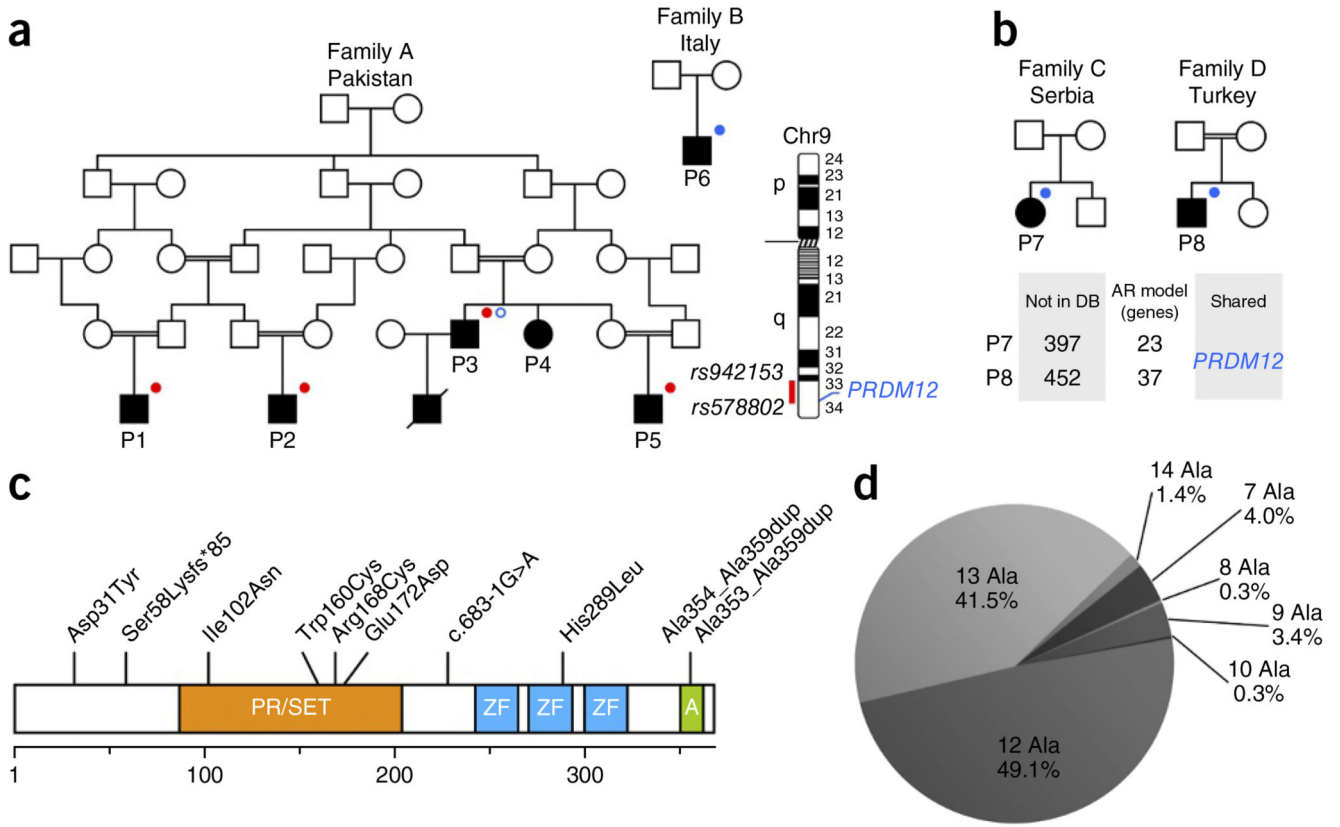 a
Family A
Pakistan
Family B
Italy
P6
P3
P4
P1
P2
P5
Chr9
p
q
24
23
21
13
12
12
13
21
22
31
32
33
34
rs942153
rs578802
PRDM12
b
Family C
Serbia
Family D
Turkey
P7
P8
Not in DB
AR model
(genes)
Shared
P7 397 23
P8 452 37
PRDM12
c
Asp31Tyr
Ser58Lysfs*85
Ile102Asn
Trp160Cys
Arg168Cys
Glu172Asp
c.683-1G>A
His289Leu
Ala354_Ala359dup
Ala353_Ala359dup
PR/SET
ZF
ZF
ZF
A
1
100
200
300
d
14 Ala
1.4%
7 Ala
4.0%
8 Ala
0.3%
9 Ala
3.4%
10 Ala
0.3%
13 Ala
41.5%
12 Ala
49.1%